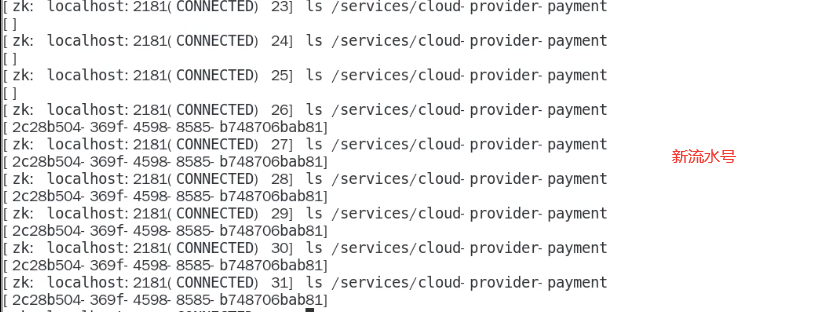 [ zk: localhost: 2181( CONNECTED) 23] ls /services/cloud- provider- payment
[ ]
[ zk: localhost: 2181( CONNECTED) 24] ls /services/cloud- provider- payment
[ ]
[ zk: localhost: 2181( CONNECTED) 25] ls /services/cloud- provider- payment
[ ]
[ zk: localhost: 2181( CONNECTED) 26] ls /services/cloud- provider- payment
[ 2c28b504- 369f- 4598- 8585- b748706bab81]
[ zk: localhost: 2181( CONNECTED) 27] ls /services/cloud- provider- payment
新流水号
[ 2c28b504- 369f- 4598- 8585- b748706bab81]
[ zk: localhost: 2181( CONNECTED) 28] ls /services/cloud- provider- payment
[ 2c28b504- 369f- 4598- 8585- b748706bab81]
[ zk: localhost: 2181( CONNECTED) 29] ls /services/cloud- provider- payment
[ 2c28b504- 369f- 4598- 8585- b748706bab81]
[ zk: localhost: 2181( CONNECTED) 30] ls /services/cloud- provider- payment
[ 2c28b504- 369f- 4598- 8585- b748706bab81]
[ zk: localhost: 2181( CONNECTED) 31] ls /services/cloud- provider- payment
[ 2c28b504- 369f- 4598- 8585- b748706bab81]